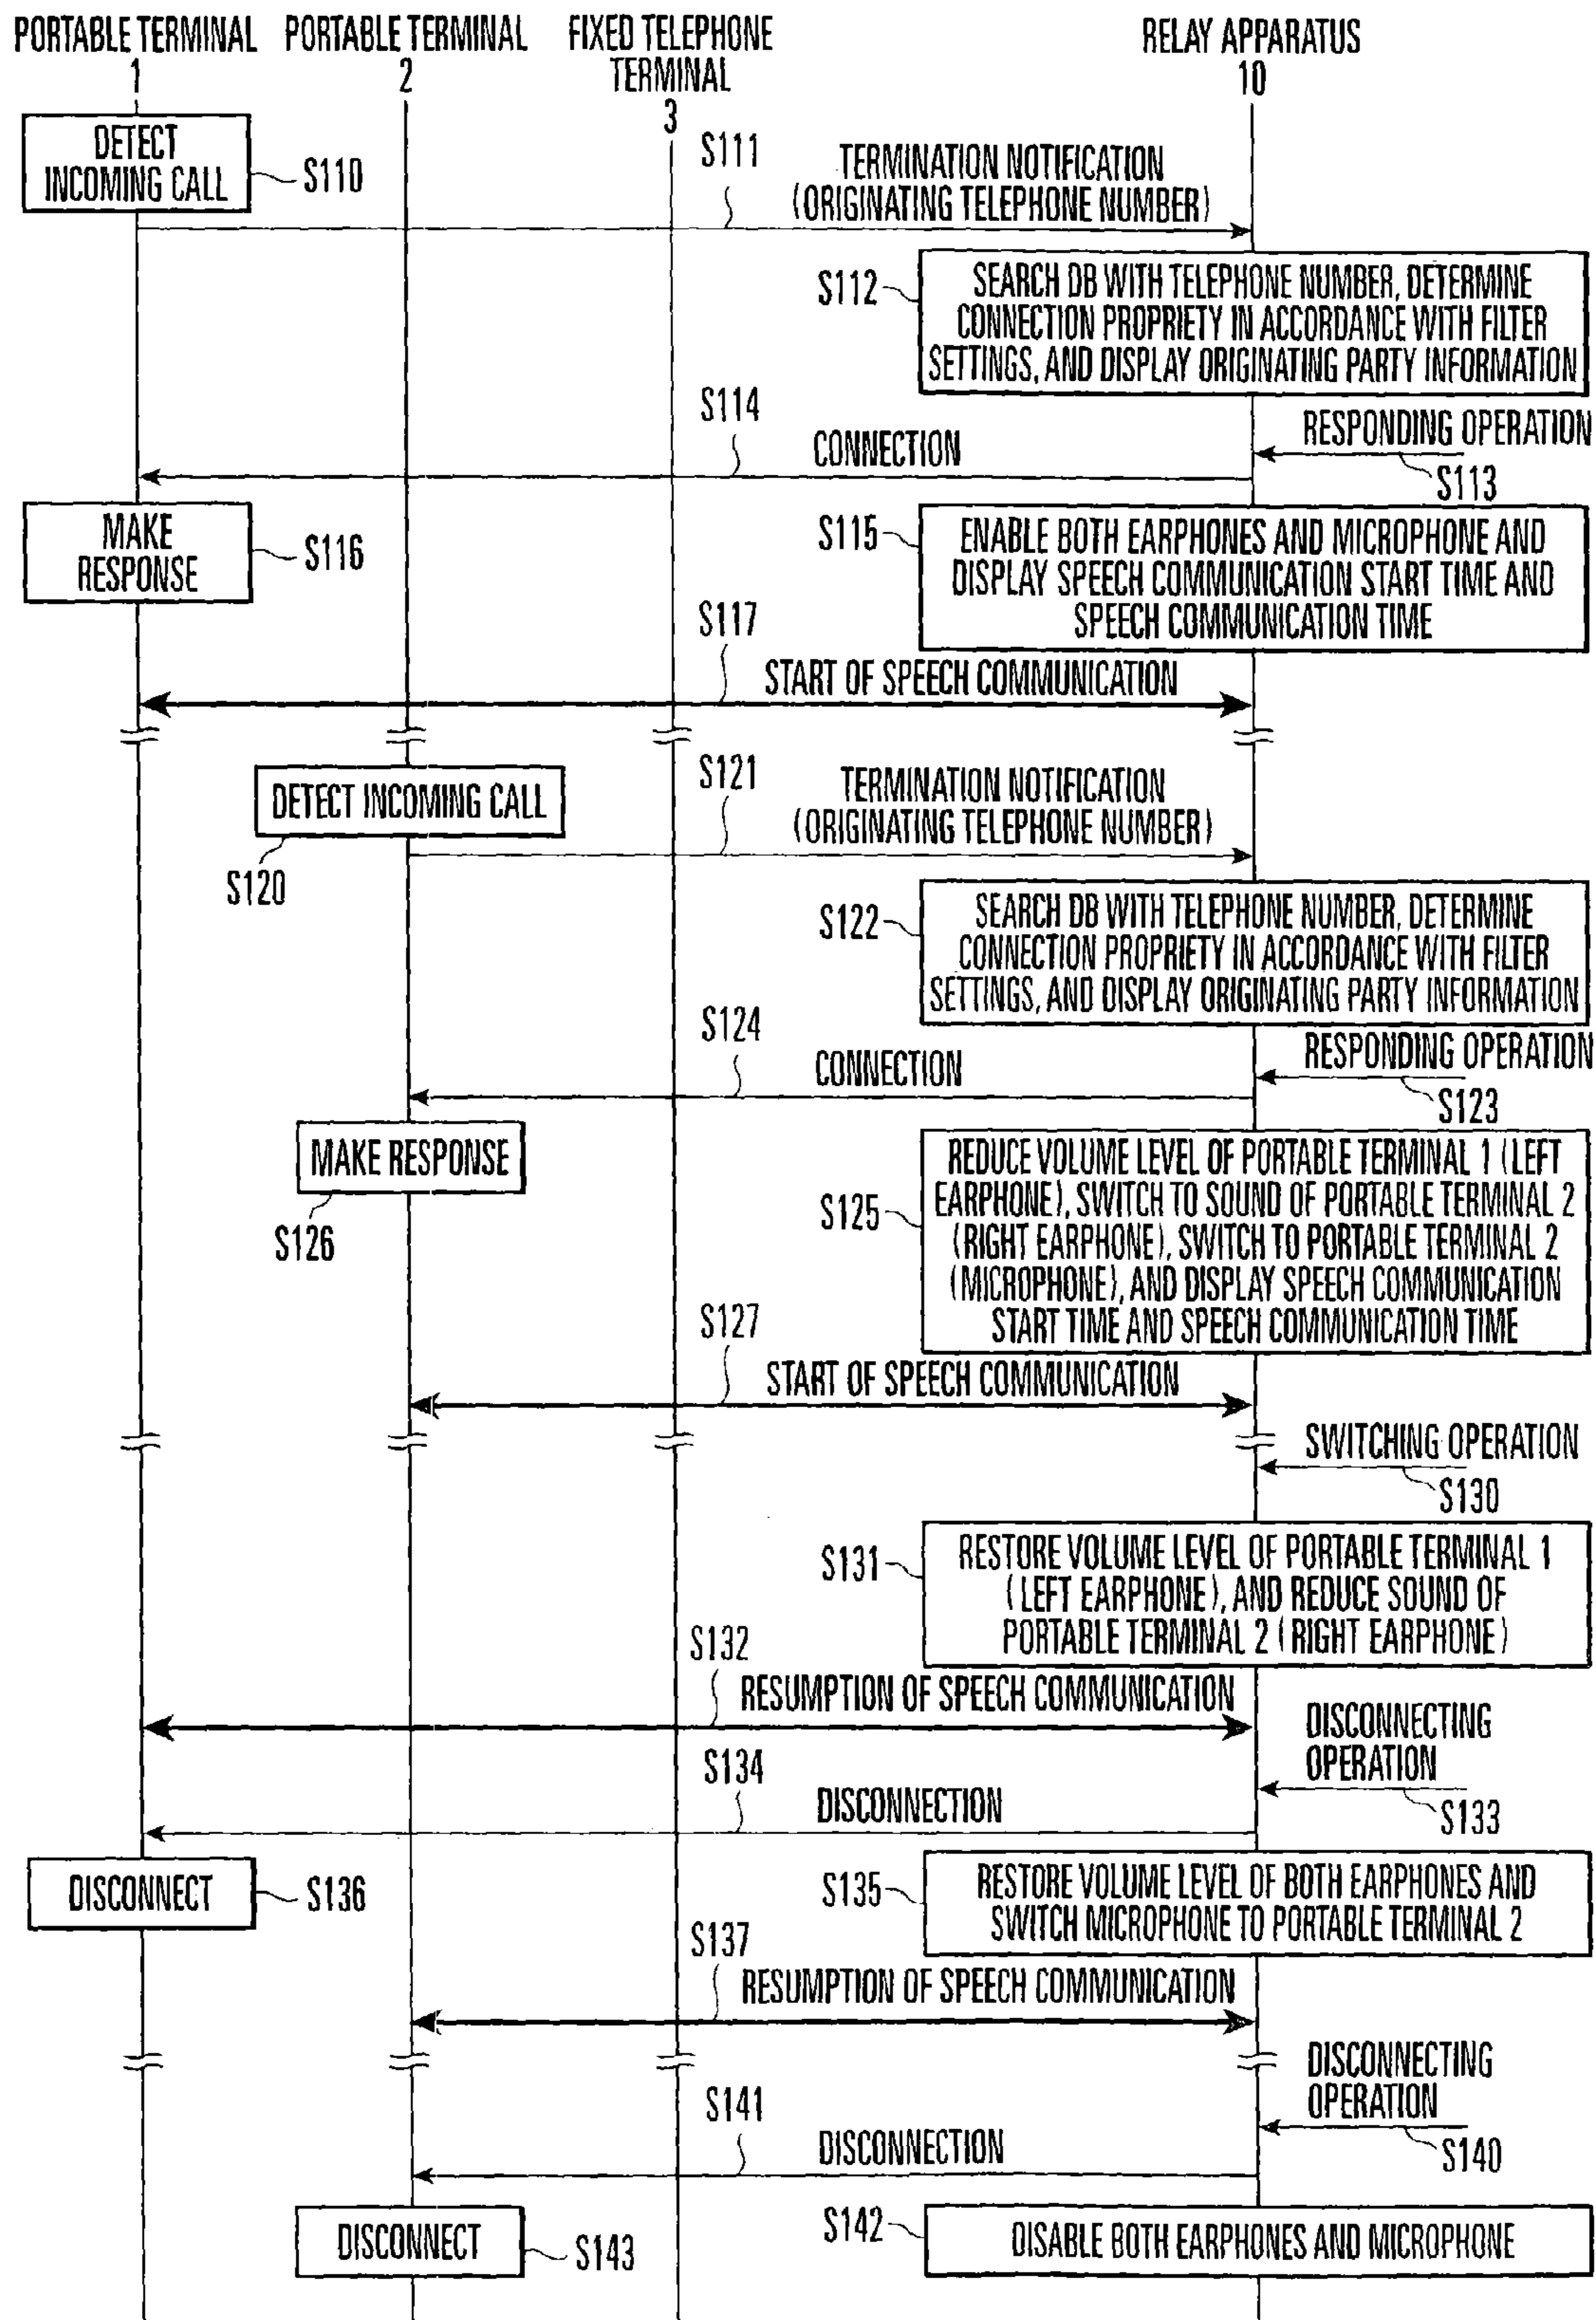 PORTABLE TERMINAL
1
PORTABLE TERMINAL
2
FIXED TELEPHONE
TERMINAL
3
RELAY APPARATUS
10
DETECT
INCOMING CALL
S110
S111
TERMINATION NOTIFICATION
(ORIGINATING TELEPHONE NUMBER)
S112
SEARCH DB WITH TELEPHONE NUMBER, DETERMINE
CONNECTION PROPRIETY IN ACCORDANCE WITH FILTER
SETTINGS, AND DISPLAY ORIGINATING PARTY INFORMATION
RESPONDING OPERATION
S113
S114
CONNECTION
MAKE
RESPONSE
S116
S115
ENABLE BOTH EARPHONES AND MICROPHONE AND
DISPLAY SPEECH COMMUNICATION START TIME AND
SPEECH COMMUNICATION TIME
S117
START OF SPEECH COMMUNICATION
DETECT INCOMING CALL
S120
S121
TERMINATION NOTIFICATION
(ORIGINATING TELEPHONE NUMBER)
S122
SEARCH DB WITH TELEPHONE NUMBER, DETERMINE
CONNECTION PROPRIETY IN ACCORDANCE WITH FILTER
SETTINGS, AND DISPLAY ORIGINATING PARTY INFORMATION
RESPONDING OPERATION
S123
S124
CONNECTION
MAKE RESPONSE
S126
S125
REDUCE VOLUME LEVEL OF PORTABLE TERMINAL 1 (LEFT
EARPHONE), SWITCH TO SOUND OF PORTABLE TERMINAL 2
(RIGHT EARPHONE), SWITCH TO PORTABLE TERMINAL 2
(MICROPHONE), AND DISPLAY SPEECH COMMUNICATION
START TIME AND SPEECH COMMUNICATION TIME
S127
START OF SPEECH COMMUNICATION
SWITCHING OPERATION
S130
S131
RESTORE VOLUME LEVEL OF PORTABLE TERMINAL 1
(LEFT EARPHONE), AND REDUCE SOUND OF
PORTABLE TERMINAL 2 (RIGHT EARPHONE)
S132
RESUMPTION OF SPEECH COMMUNICATION
DISCONNECTING
OPERATION
S133
S134
DISCONNECTION
DISCONNECT
S136
S135
RESTORE VOLUME LEVEL OF BOTH EARPHONES AND
SWITCH MICROPHONE TO PORTABLE TERMINAL 2
S137
RESUMPTION OF SPEECH COMMUNICATION
DISCONNECTING
OPERATION
S140
S141
DISCONNECTION
DISCONNECT
S143
S142
DISABLE BOTH EARPHONES AND MICROPHONE